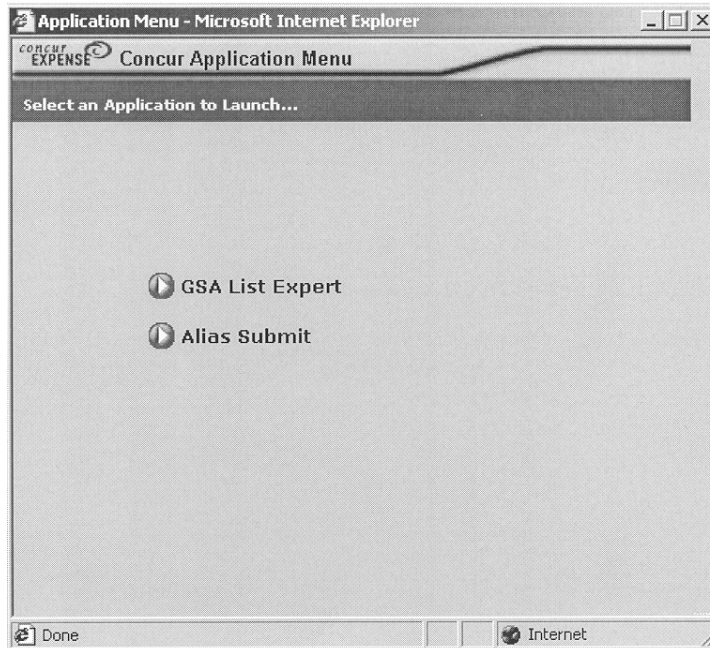 Application Menu - Microsoft Internet Explorer
concur
EXPENSE Concur Application Menu
Select an Application to Launch...
GSA List Expert
Alias Submit
Done Internet